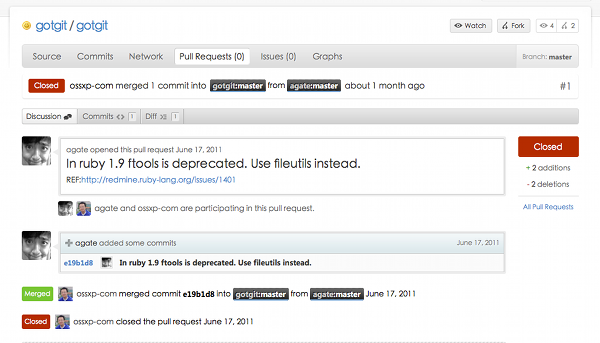 gotgit / gotgit
Watch
Fork
4
2
Source Commits Network Pull Requests (0) Issues (0) Graphs
Branch: master
Closed ossxp-com merged 1 commit into gotgit:master from agate:master about 1 month ago #1
Discussion Commits 1 Diff 1
agate opened this pull request June 17, 2011
In ruby 1.9 ftools is deprecated. Use fileutils instead.
REF:http://redmine.ruby-lang.org/issues/1401
Closed
+ 2 additions
- 2 deletions
All Pull Requests
agate and ossxp-com are participating in this pull request.
agate added some commits June 17, 2011
e19b1d8 In ruby 1.9 ftools is deprecated. Use fileutils instead.
Merged ossxp-com merged commit e19b1d8 into gotgit:master from agate:master June 17, 2011
Closed ossxp-com closed the pull request June 17, 2011